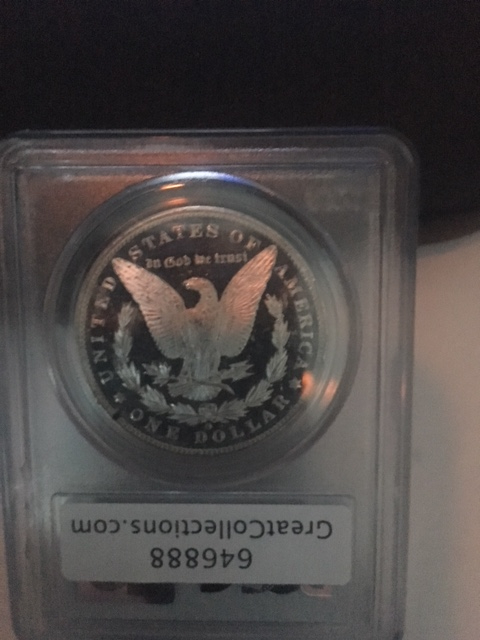 UNITED STATES OF AMERICA
In God we trust
ONE DOLLAR
GreatCollections.com
646888